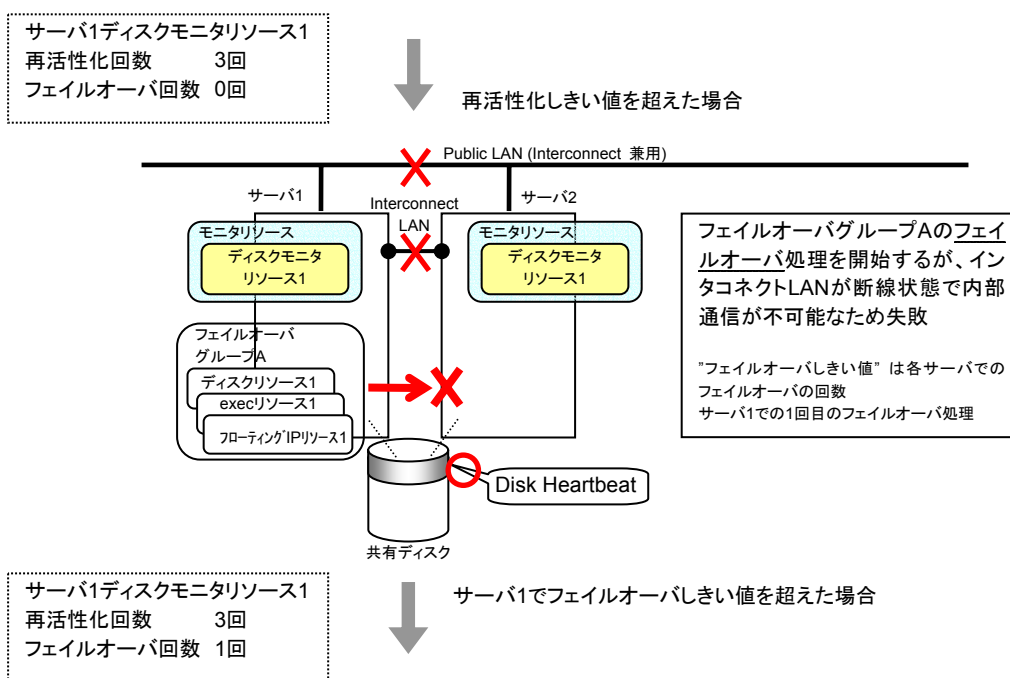 サーバ1ディスクモニタリソース1
再活性化回数 3回
フェイルオーバ回数 0回
再活性化しきい値を超えた場合
Public LAN (Interconnect 兼用)
サーバ1
Interconnect
LAN
サーバ2
モニタリソース
ディスクモニタ
リソース1
モニタリソース
ディスクモニタ
リソース1
フェイルオーバ
グループA
ディスクリソース1
execリソース1
フローティングIPリソース1
フェイルオーバグループAのフェイ
ルオーバ処理を開始するが、イン
タコネクトLANが断線状態で内部
通信が不可能なため失敗
"フェイルオーバしきい値" は各サーバでの
フェイルオーバの回数
サーバ1での1回目のフェイルオーバ処理
Disk Heartbeat
共有ディスク
サーバ1ディスクモニタリソース1
再活性化回数 3回
フェイルオーバ回数 1回
サーバ1でフェイルオーバしきい値を超えた場合